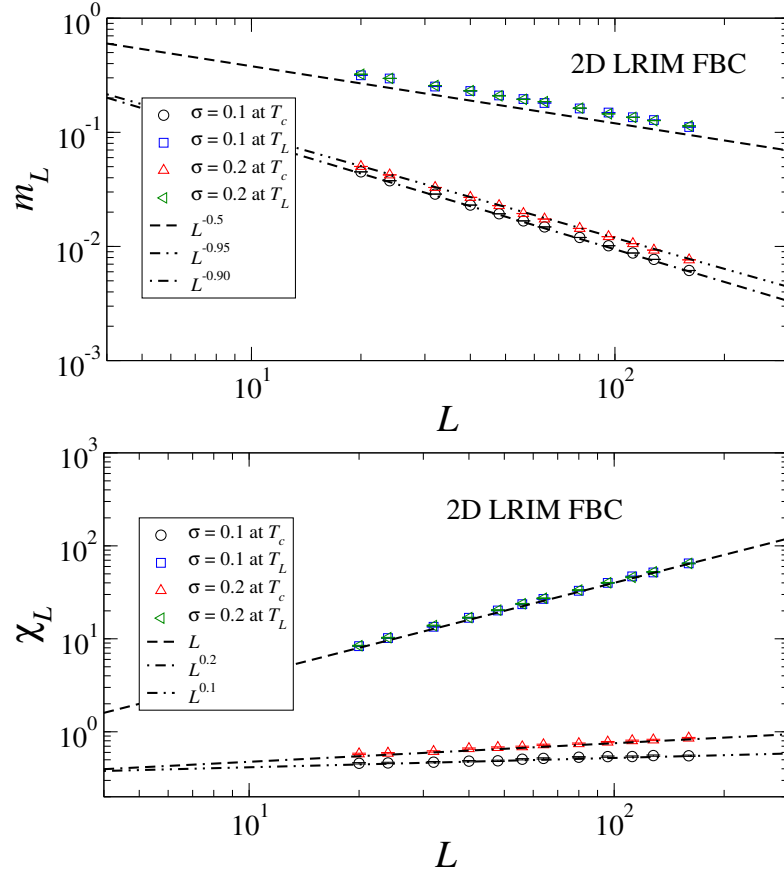 10^0
2D LRIM FBC
σ = 0.1 at T_c
σ = 0.1 at T_L
σ = 0.2 at T_c
σ = 0.2 at T_L
L^-0.5
L^-0.95
L^-0.90
10^-1
10^-2
10^-3
m_L
10^1
10^2
L
10^3
2D LRIM FBC
σ = 0.1 at T_c
σ = 0.1 at T_L
σ = 0.2 at T_c
σ = 0.2 at T_L
L
L^0.2
L^0.1
10^2
10^1
10^0
χ_L
10^1
10^2
L